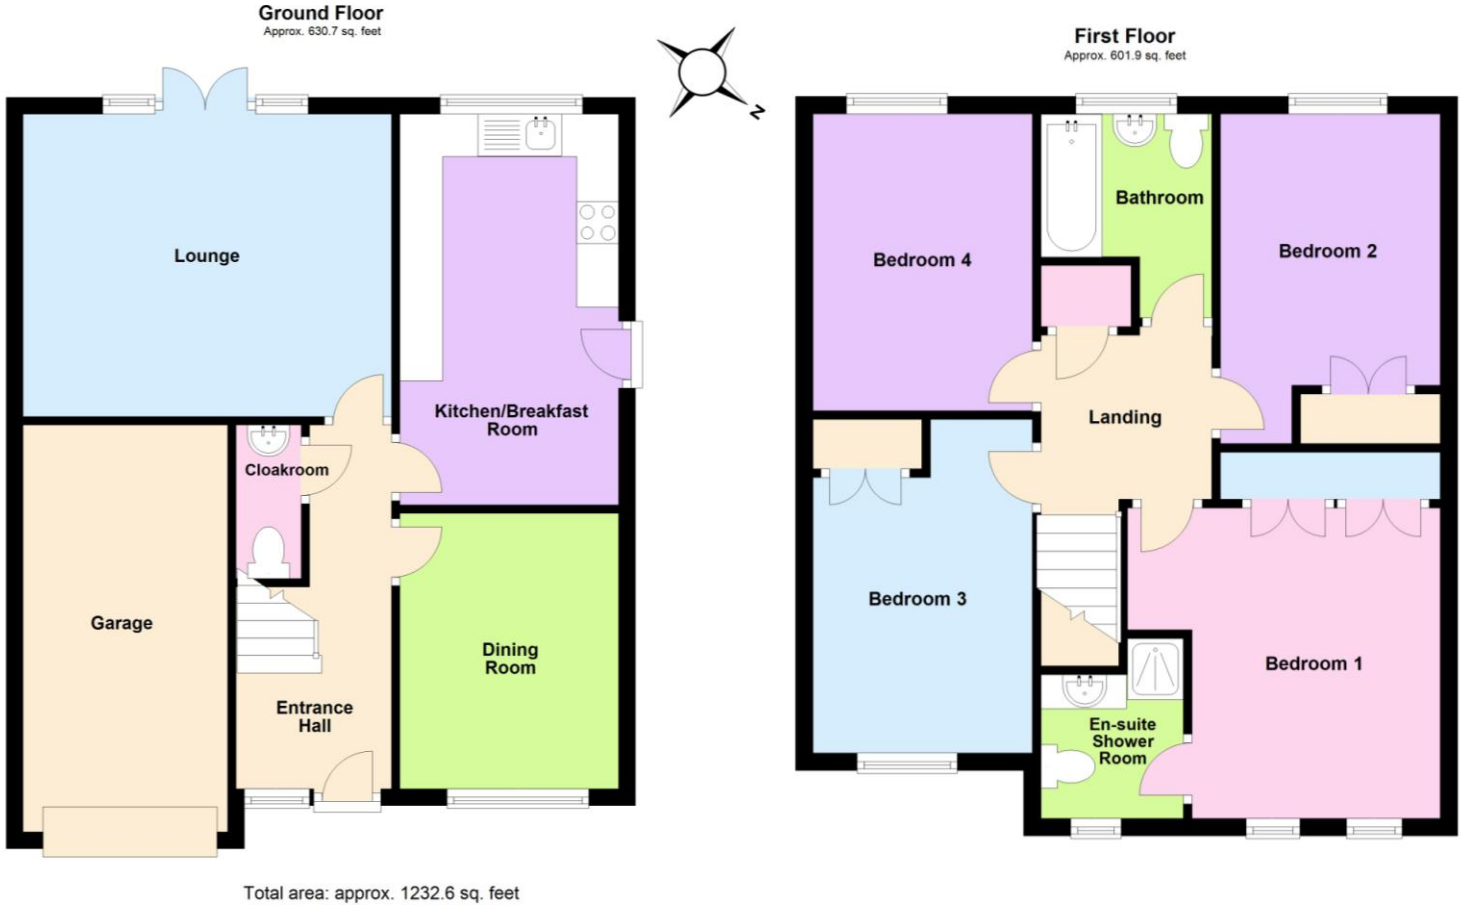 Ground Floor
Approx. 630.7 sq. feet
Lounge
Kitchen/Breakfast
Room
Cloakroom
Garage
Dining
Room
Entrance
Hall
N
First Floor
Approx. 601.9 sq. feet
Bedroom 4
Bathroom
Bedroom 2
Landing
Bedroom 3
Bedroom 1
En-suite
Shower
Room
Total area: approx. 1232.6 sq. feet